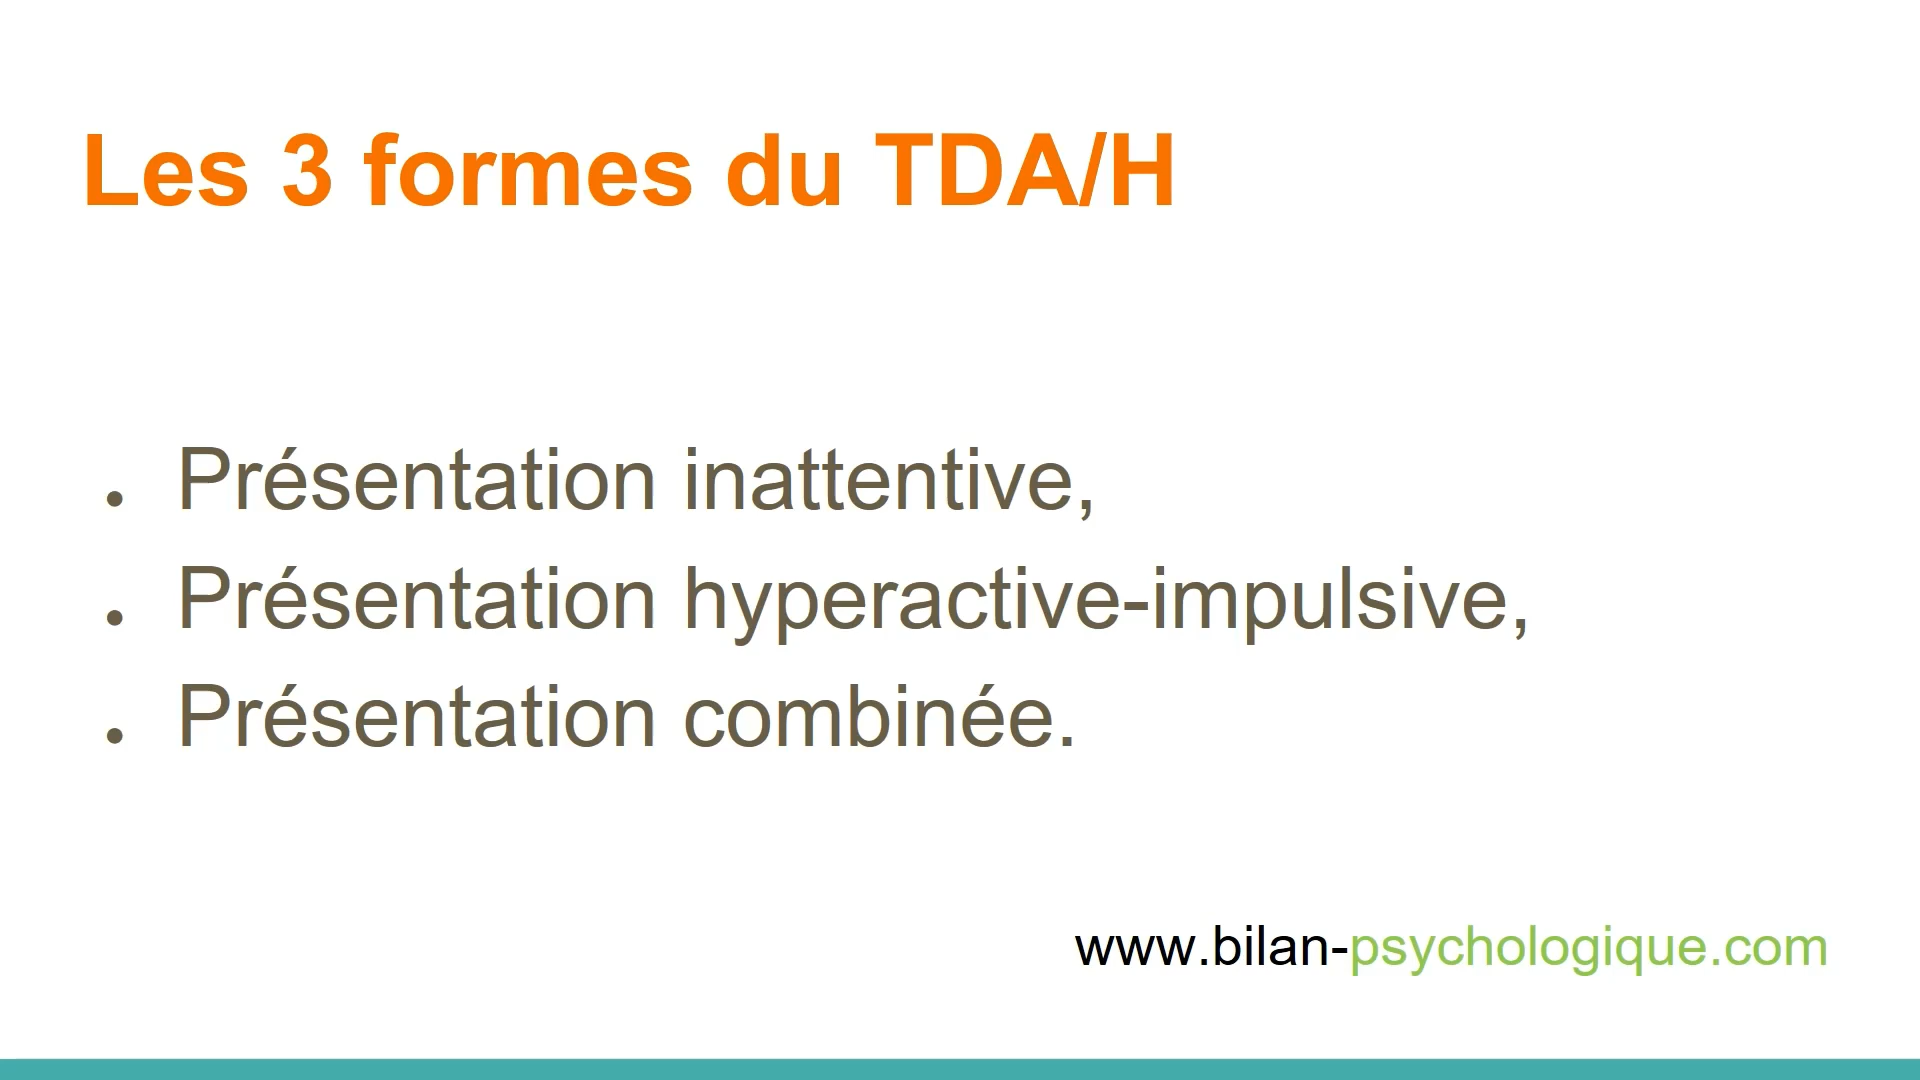 Les 3 formes du TDA/H
• Présentation inattentive,
• Présentation hyperactive-impulsive,
• Présentation combinée.
www.bilan-psychologique.com